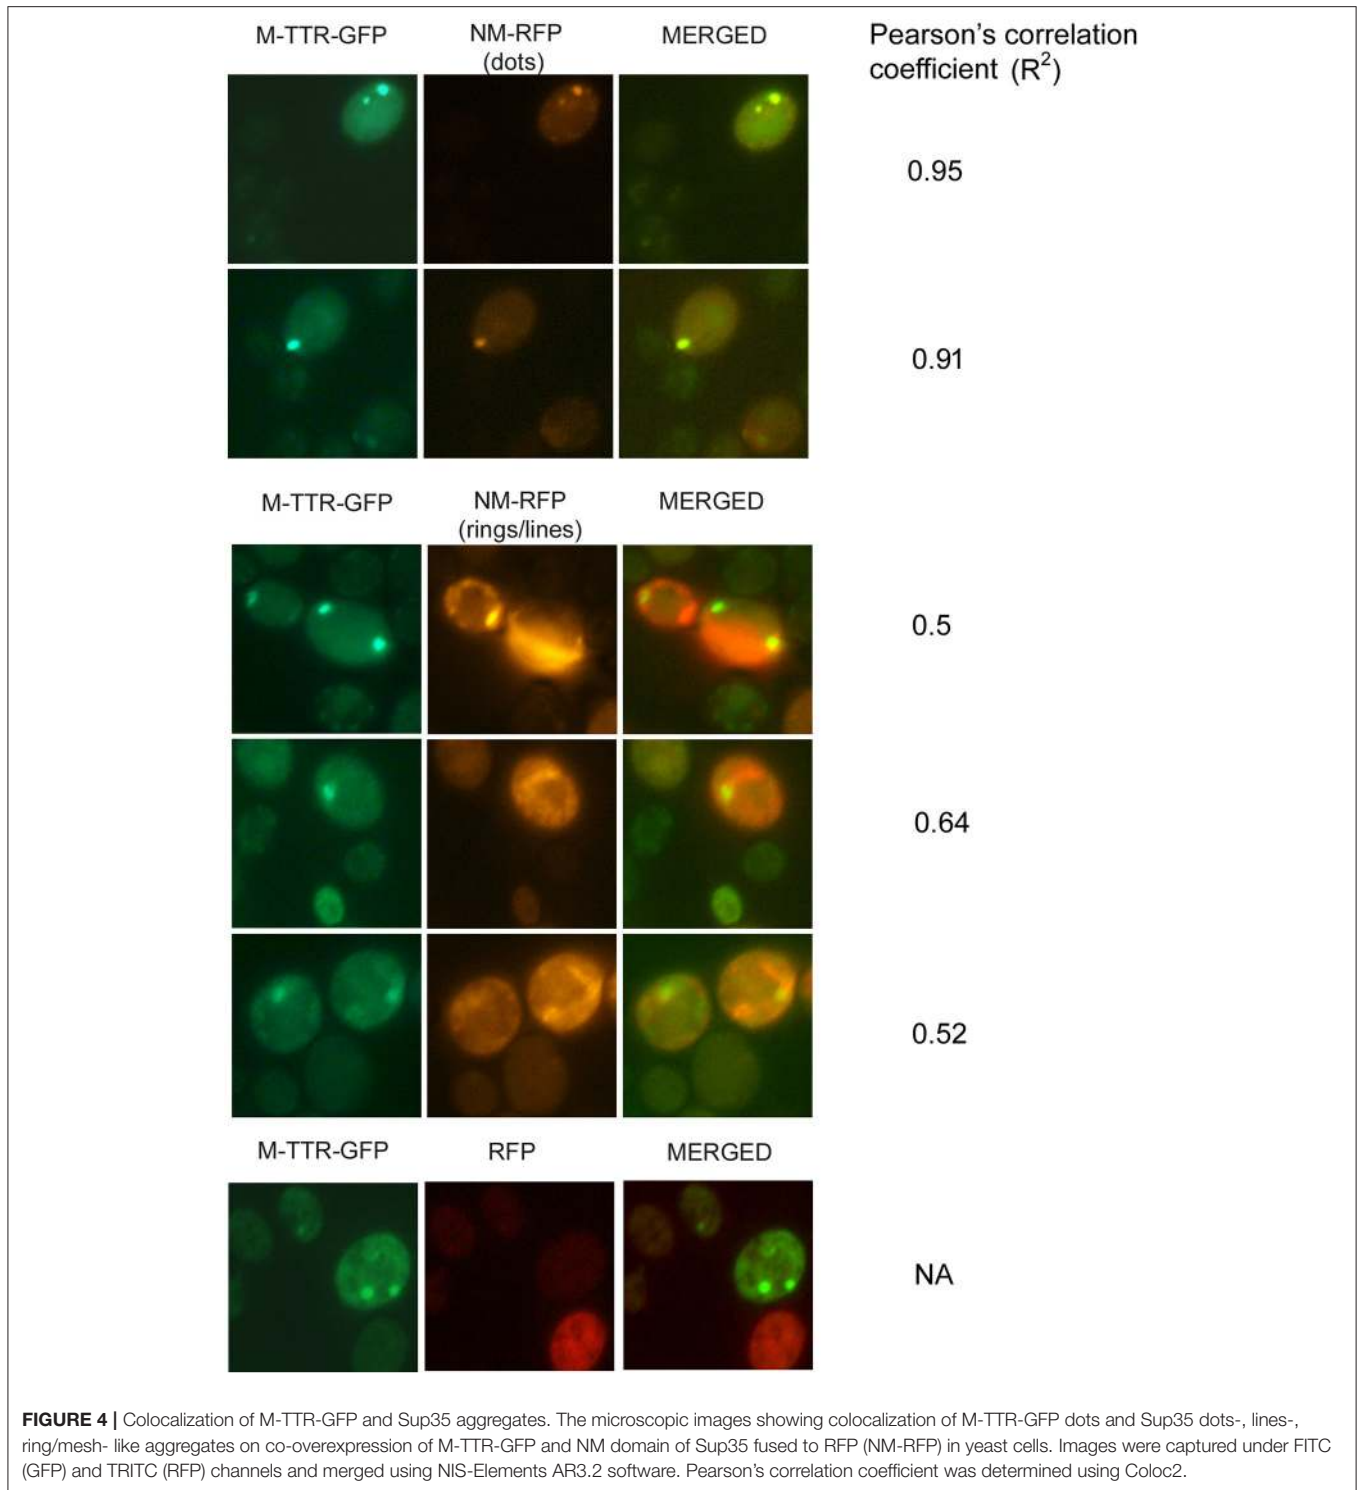 M-TTR-GFP NM-RFP MERGED Pearson's correlation
(dots) coefficient (R²)
0.95
0.91
M-TTR-GFP NM-RFP MERGED
(rings/lines)
0.5
0.64
0.52
M-TTR-GFP RFP MERGED
NA
FIGURE 4 | Colocalization of M-TTR-GFP and Sup35 aggregates. The microscopic images showing colocalization of M-TTR-GFP dots and Sup35 dots-, lines-,
ring/mesh- like aggregates on co-overexpression of M-TTR-GFP and NM domain of Sup35 fused to RFP (NM-RFP) in yeast cells. Images were captured under FITC
(GFP) and TRITC (RFP) channels and merged using NIS-Elements AR3.2 software. Pearson's correlation coefficient was determined using Coloc2.